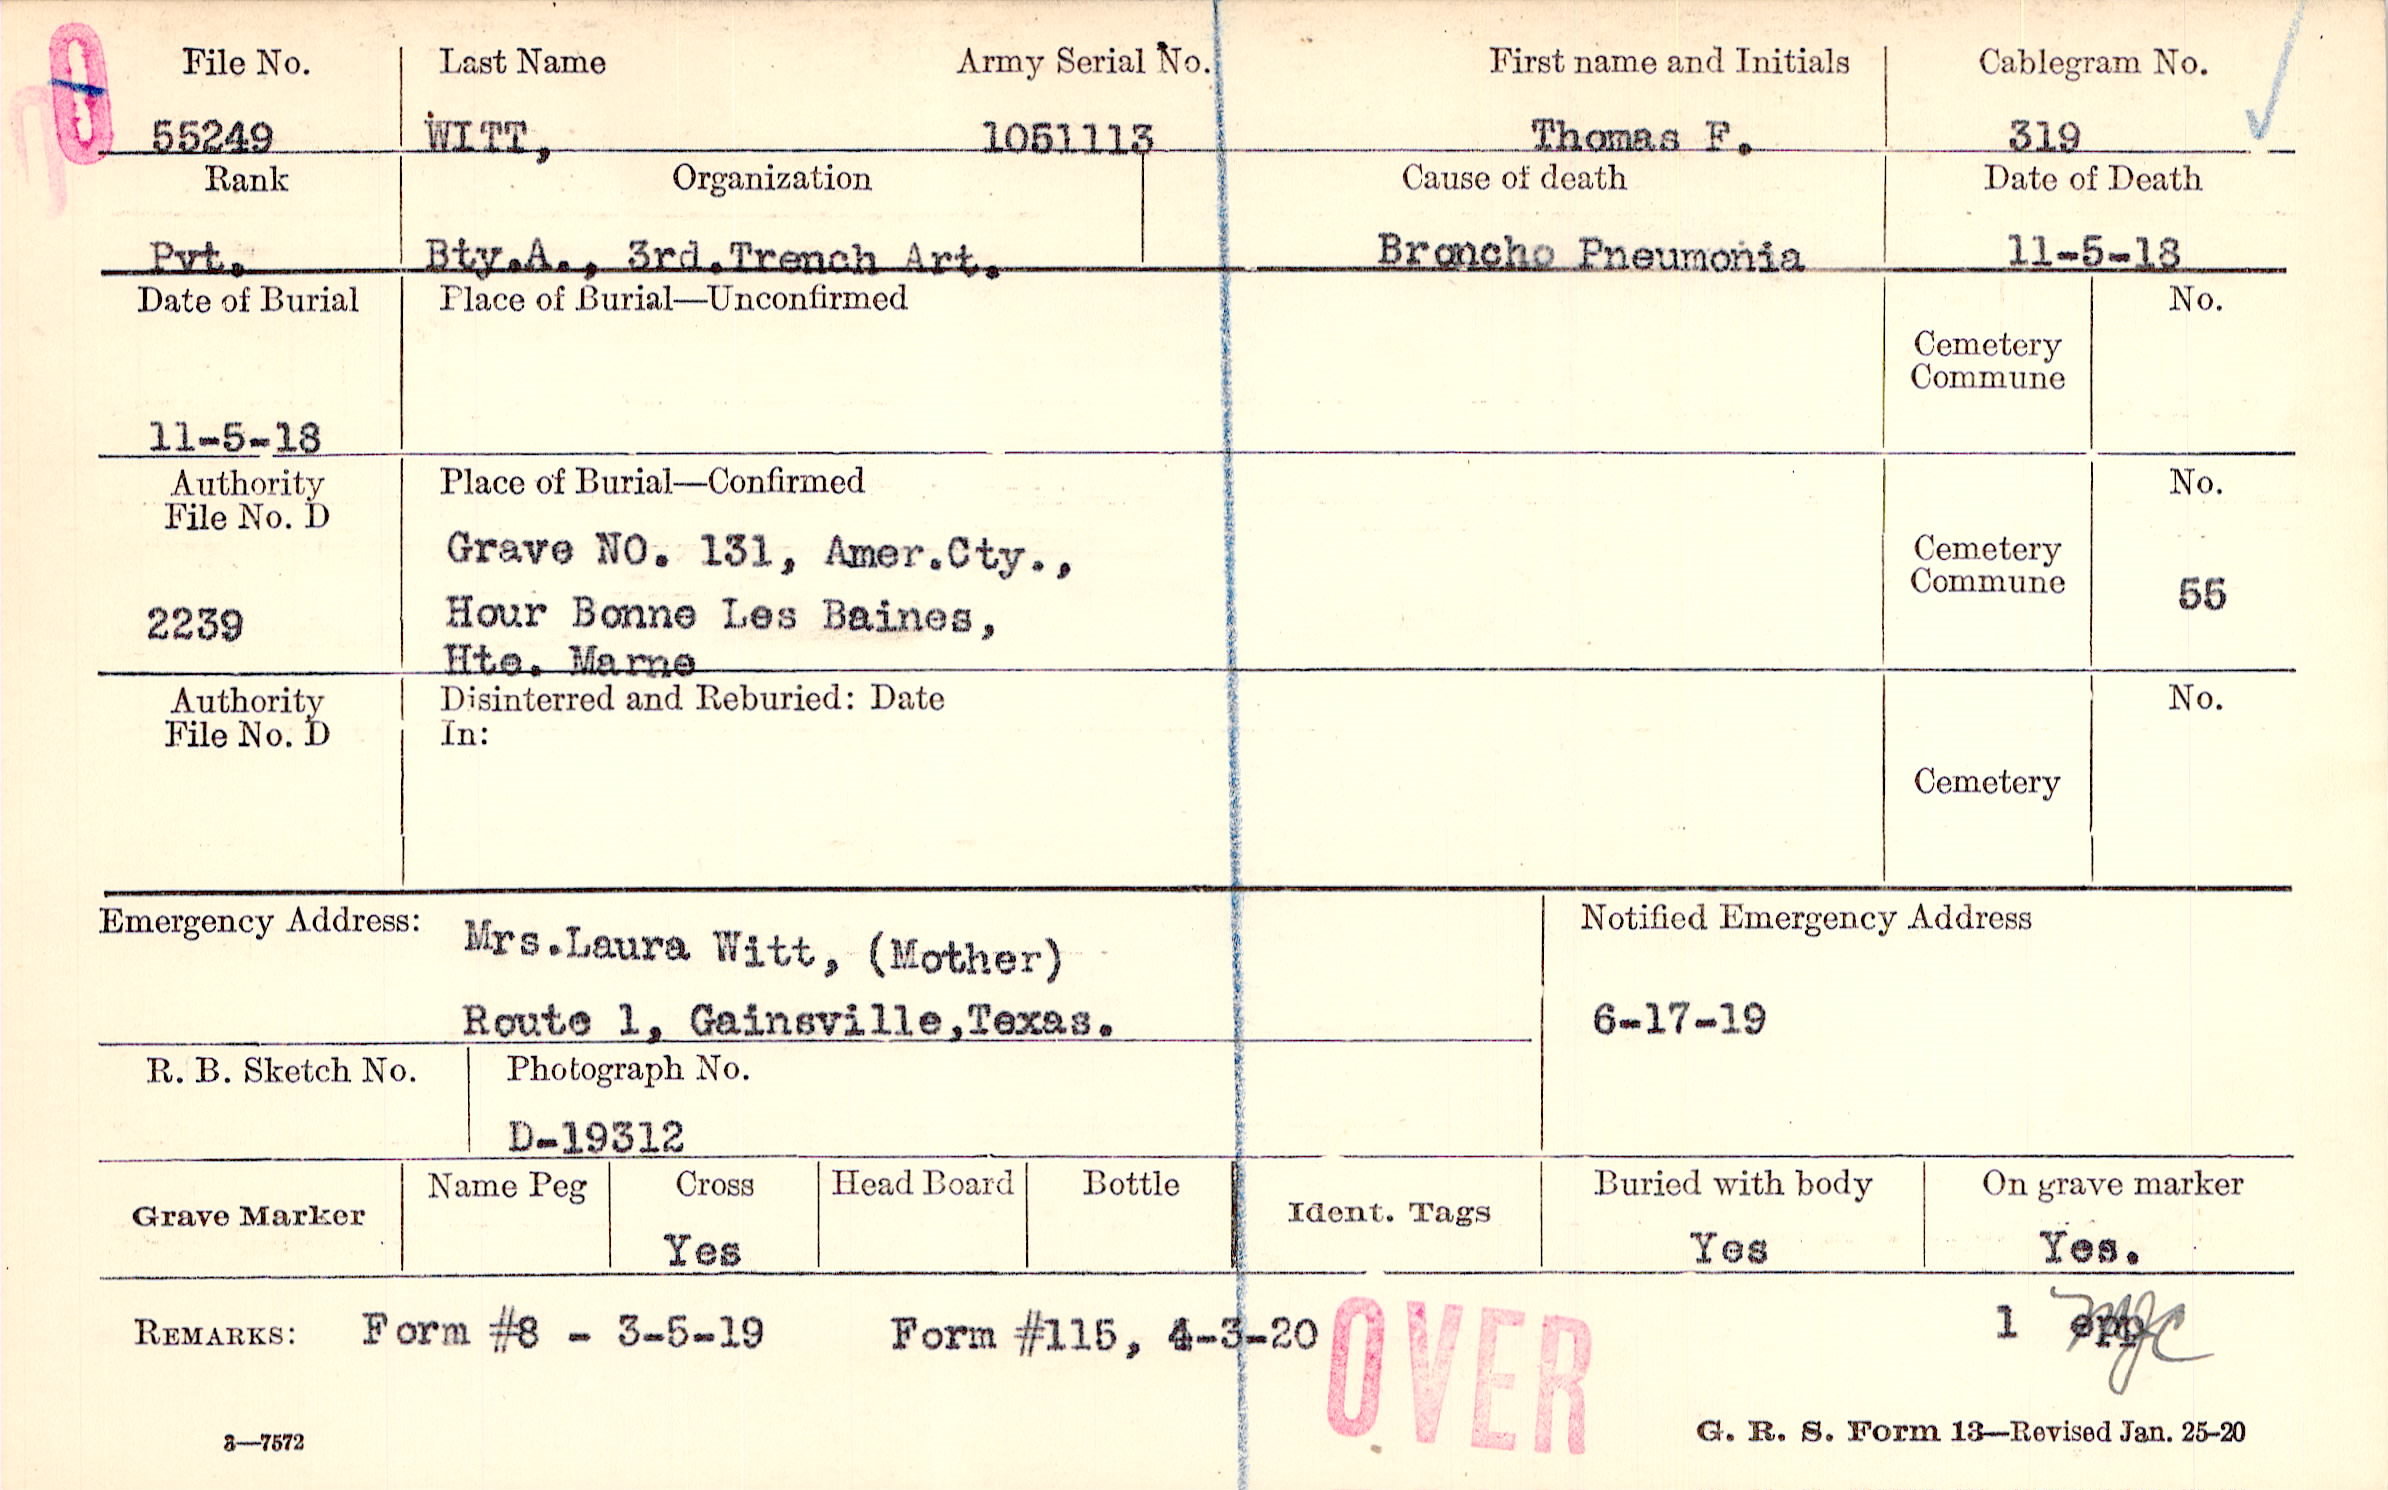 File No. Last Name Army Serial No. First name and Initials Cablegram No.
55249 WITT, 1051113 Thomas F. 319
Rank Organization Cause of death Date of Death
Pvt. Bty.A., 3rd.Trench Art. Broncho Pneumonia 11-5-18
Date of Burial Place of Burial—Unconfirmed No.
Cemetery
Commune
11-5-18
Authority Place of Burial—Confirmed No.
File No. D
Grave NO. 131, Amer.Cty., Cemetery
Commune 55
2239 Hour Bonne Les Baines,
Hte. Marne
Authority Disinterred and Reburied: Date No.
File No. D In:
Cemetery
Emergency Address: Mrs.Laura Witt, (Mother) Notified Emergency Address
Route 1, Gainsville,Texas. 6-17-19
R. B. Sketch No. Photograph No.
D-19312
Grave Marker Name Peg Cross Head Board Bottle Ident. Tags Buried with body On grave marker
Yes Yes Yes.
REMARKS: Form #8 - 3-5-19 Form #115, 4-3-20 OVER 1 epp
3—7572 G. R. S. Form 13—Revised Jan. 25-20